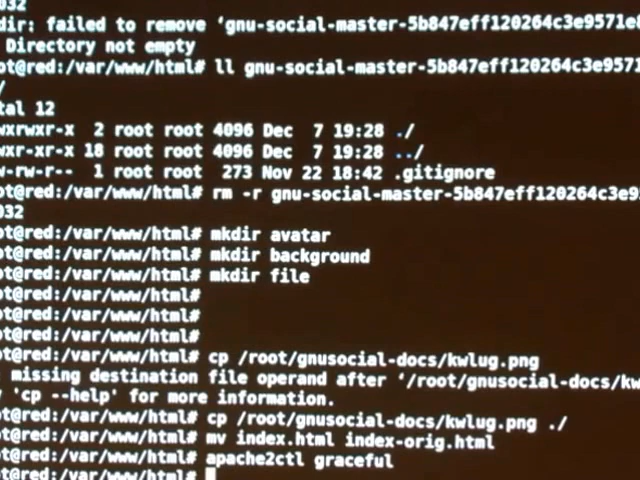 032
dir: failed to remove ‘gnu-social-master-5b847eff120264c3e9571e
Directory not empty
ot@red:/var/www/html# ll gnu-social-master-5b847eff120264c3e9571
/
tal 12
wxrwxr-x  2 root root 4096 Dec  7 19:28 ./
wxr-xr-x 18 root root 4096 Dec  7 19:28 ../
w-rw-r--  1 root root  273 Nov 22 18:42 .gitignore
ot@red:/var/www/html# rm -r gnu-social-master-5b847eff120264c3e9
032
ot@red:/var/www/html# mkdir avatar
ot@red:/var/www/html# mkdir background
ot@red:/var/www/html# mkdir file
ot@red:/var/www/html#
ot@red:/var/www/html#
ot@red:/var/www/html#
ot@red:/var/www/html# cp /root/gnusocial-docs/kwlug.png
missing destination file operand after ‘/root/gnusocial-docs/kw
'cp --help' for more information.
ot@red:/var/www/html# cp /root/gnusocial-docs/kwlug.png ./
ot@red:/var/www/html# mv index.html index-orig.html
ot@red:/var/www/html# apache2ctl graceful
ot@red:/var/www/html#